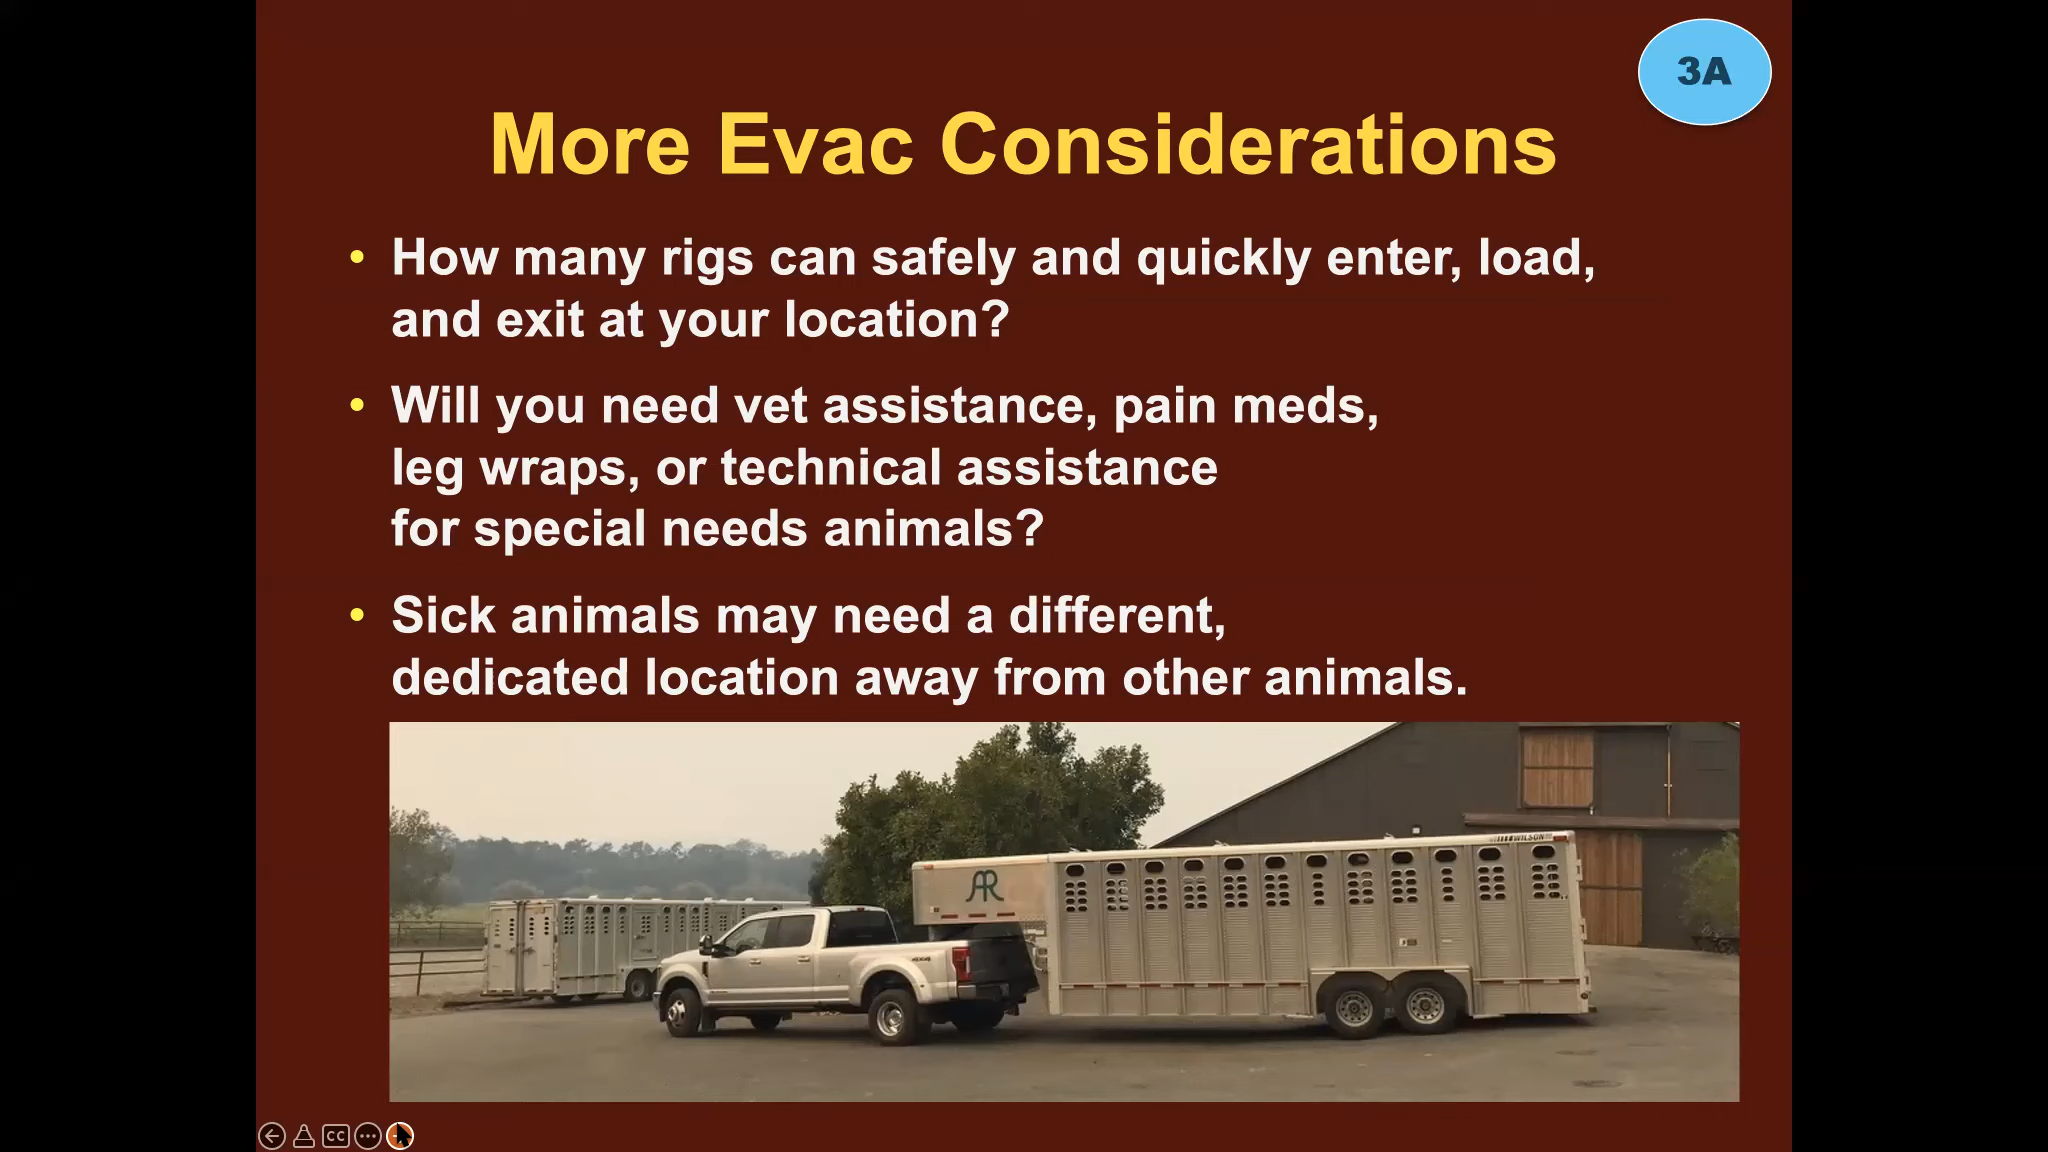 3A
More Evac Considerations
• How many rigs can safely and quickly enter, load,
and exit at your location?
• Will you need vet assistance, pain meds,
leg wraps, or technical assistance
for special needs animals?
• Sick animals may need a different,
dedicated location away from other animals.
WILSON
AR
4X4
CC